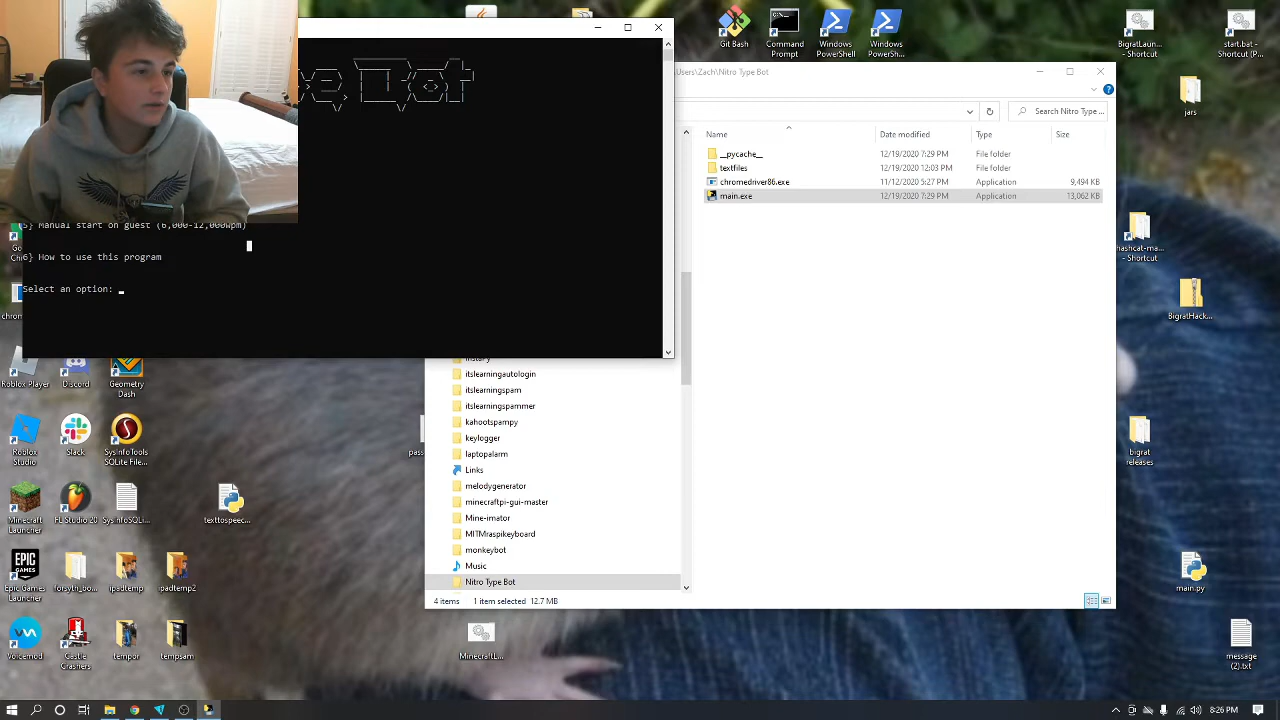 5} Manual start on guest (6,000-12,000wpm)
6} How to use this program
Select an option:
Users/Zach/Nitro Type Bot
Search Nitro Type ...
Name
Date modified
Type
Size
__pycache__
12/19/2020 7:29 PM
File folder
textfiles
12/19/2020 12:03 PM
File folder
chromedriver86.exe
11/12/2020 5:27 PM
Application
9,494 KB
main.exe
12/19/2020 7:29 PM
Application
13,062 KB
itslearningautologin
itslearningspam
itslearningspammer
kahootspampy
keylogger
laptopalarm
Links
melodygenerator
minecraftpi-gui-master
Mine-imator
MITMraspikeyboard
monkeybot
Music
Nitro Type Bot
4 items
1 item selected 12.7 MB
Git Bash
Command
Prompt
Windows
PowerShell
Windows
PowerShell
BigratLaun...
- Shortcut
sstart.bat -
Shortcut (P...
jars
hashcat-ma...
- Shortcut
BigratHack...
bigrat
releases
main.py
message
(2).txt
Roblox Player
Discord
Geometry
Dash
Roblox
Studio
Slack
SysInfoTools
SQLite File...
Minecraft
Launcher
FL Studio 20
SysInfoSQLi...
texttospeec...
Epic Games
Launcher
forsyth_bo...
ipadtemp
ipadtemp2
Voicemod
Castle
Crashers
tempor
tempsam
MinecraftL...
pass
8:26 PM